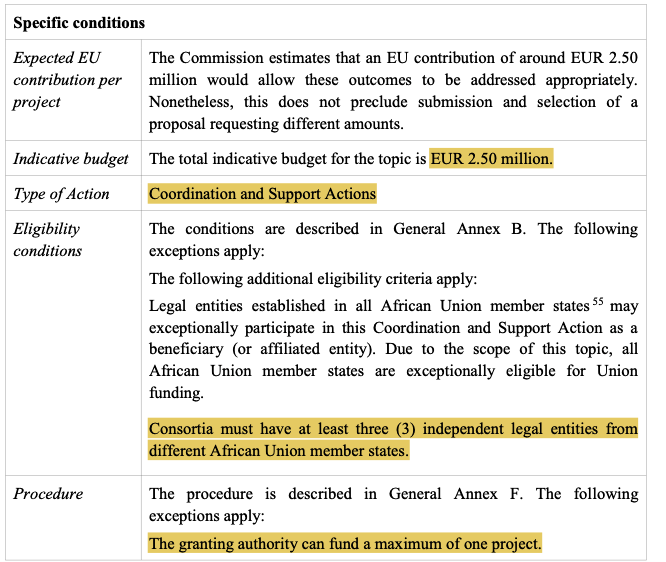 Specific conditions
Expected EU contribution per project
The Commission estimates that an EU contribution of around EUR 2.50
million would allow these outcomes to be addressed appropriately.
Nonetheless, this does not preclude submission and selection of a
proposal requesting different amounts.
Indicative budget
The total indicative budget for the topic is EUR 2.50 million.
Type of Action
Coordination and Support Actions
Eligibility conditions
The conditions are described in General Annex B. The following
exceptions apply:
The following additional eligibility criteria apply:
Legal entities established in all African Union member states 55 may
exceptionally participate in this Coordination and Support Action as a
beneficiary (or affiliated entity). Due to the scope of this topic, all
African Union member states are exceptionally eligible for Union
funding.
Consortia must have at least three (3) independent legal entities from
different African Union member states.
Procedure
The procedure is described in General Annex F. The following
exceptions apply:
The granting authority can fund a maximum of one project.